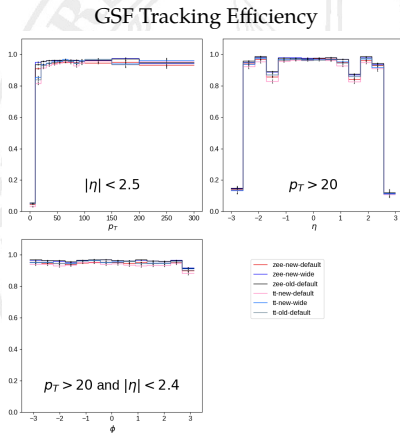 GSF Tracking Efficiency
1.0
0.8
0.6
0.4
0.2
0.0
|η| < 2.5
0 50 100 150 200 250 300
p_T
1.0
0.8
0.6
0.4
0.2
0.0
p_T > 20
−3 −2 −1 0 1 2 3
η
1.0
0.8
0.6
0.4
0.2
0.0
p_T > 20 and |η| < 2.4
−3 −2 −1 0 1 2 3
ϕ
zee-new-default
zee-new-wide
zee-old-default
tt-new-default
tt-new-wide
tt-old-default